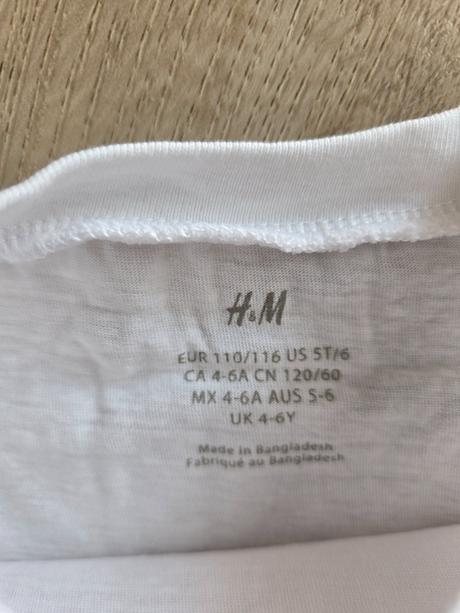 H&M
EUR 110/116 US 5T/6
CA 4-6A CN 120/60
MX 4-6A AUS 5-6
UK 4-6Y
Made in Bangladesh
Fabriqué au Bangladesh